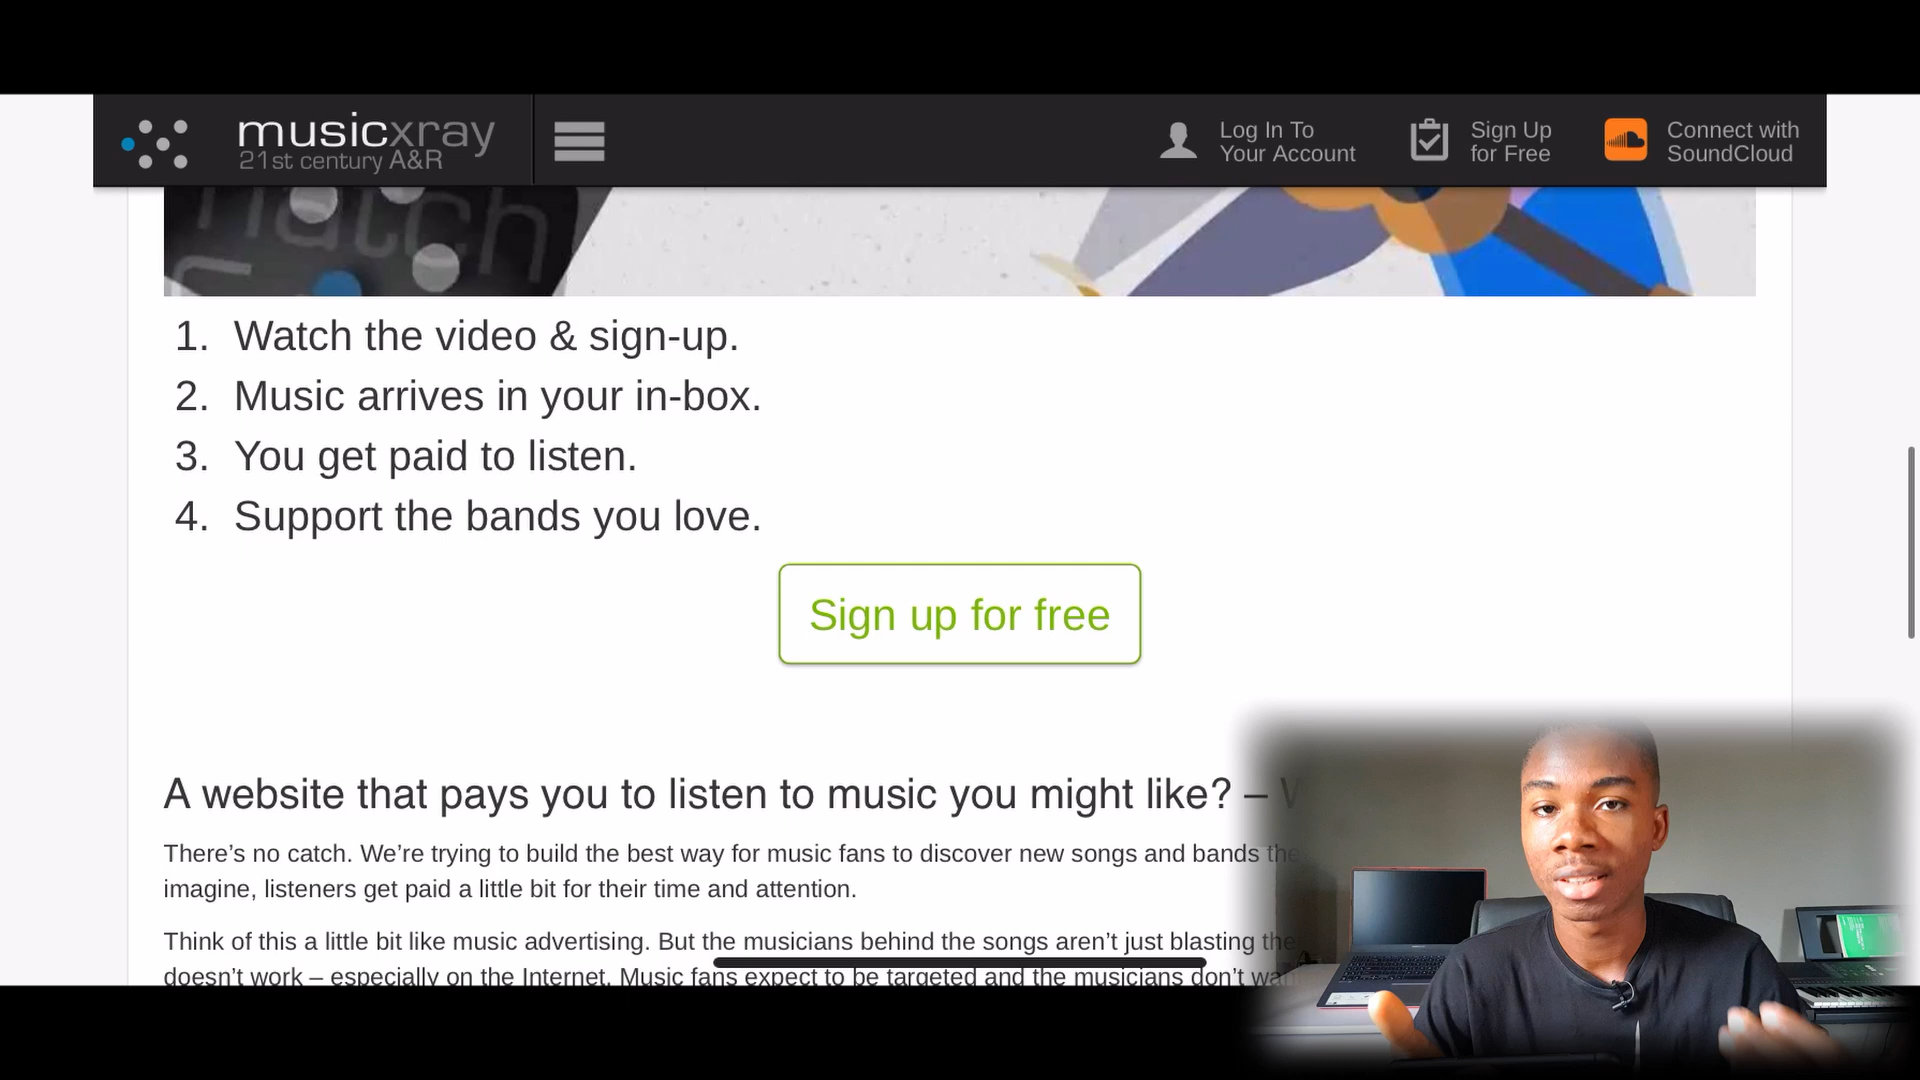 musicxray
21st century A&R
Log In To
Your Account
Sign Up
for Free
Connect with
SoundCloud
match
1. Watch the video & sign-up.
2. Music arrives in your in-box.
3. You get paid to listen.
4. Support the bands you love.
Sign up for free
A website that pays you to listen to music you might like? –
There’s no catch. We’re trying to build the best way for music fans to discover new songs and bands
imagine, listeners get paid a little bit for their time and attention.
Think of this a little bit like music advertising. But the musicians behind the songs aren’t just blasting
doesn’t work – especially on the Internet. Music fans expect to be targeted and the musicians don’t